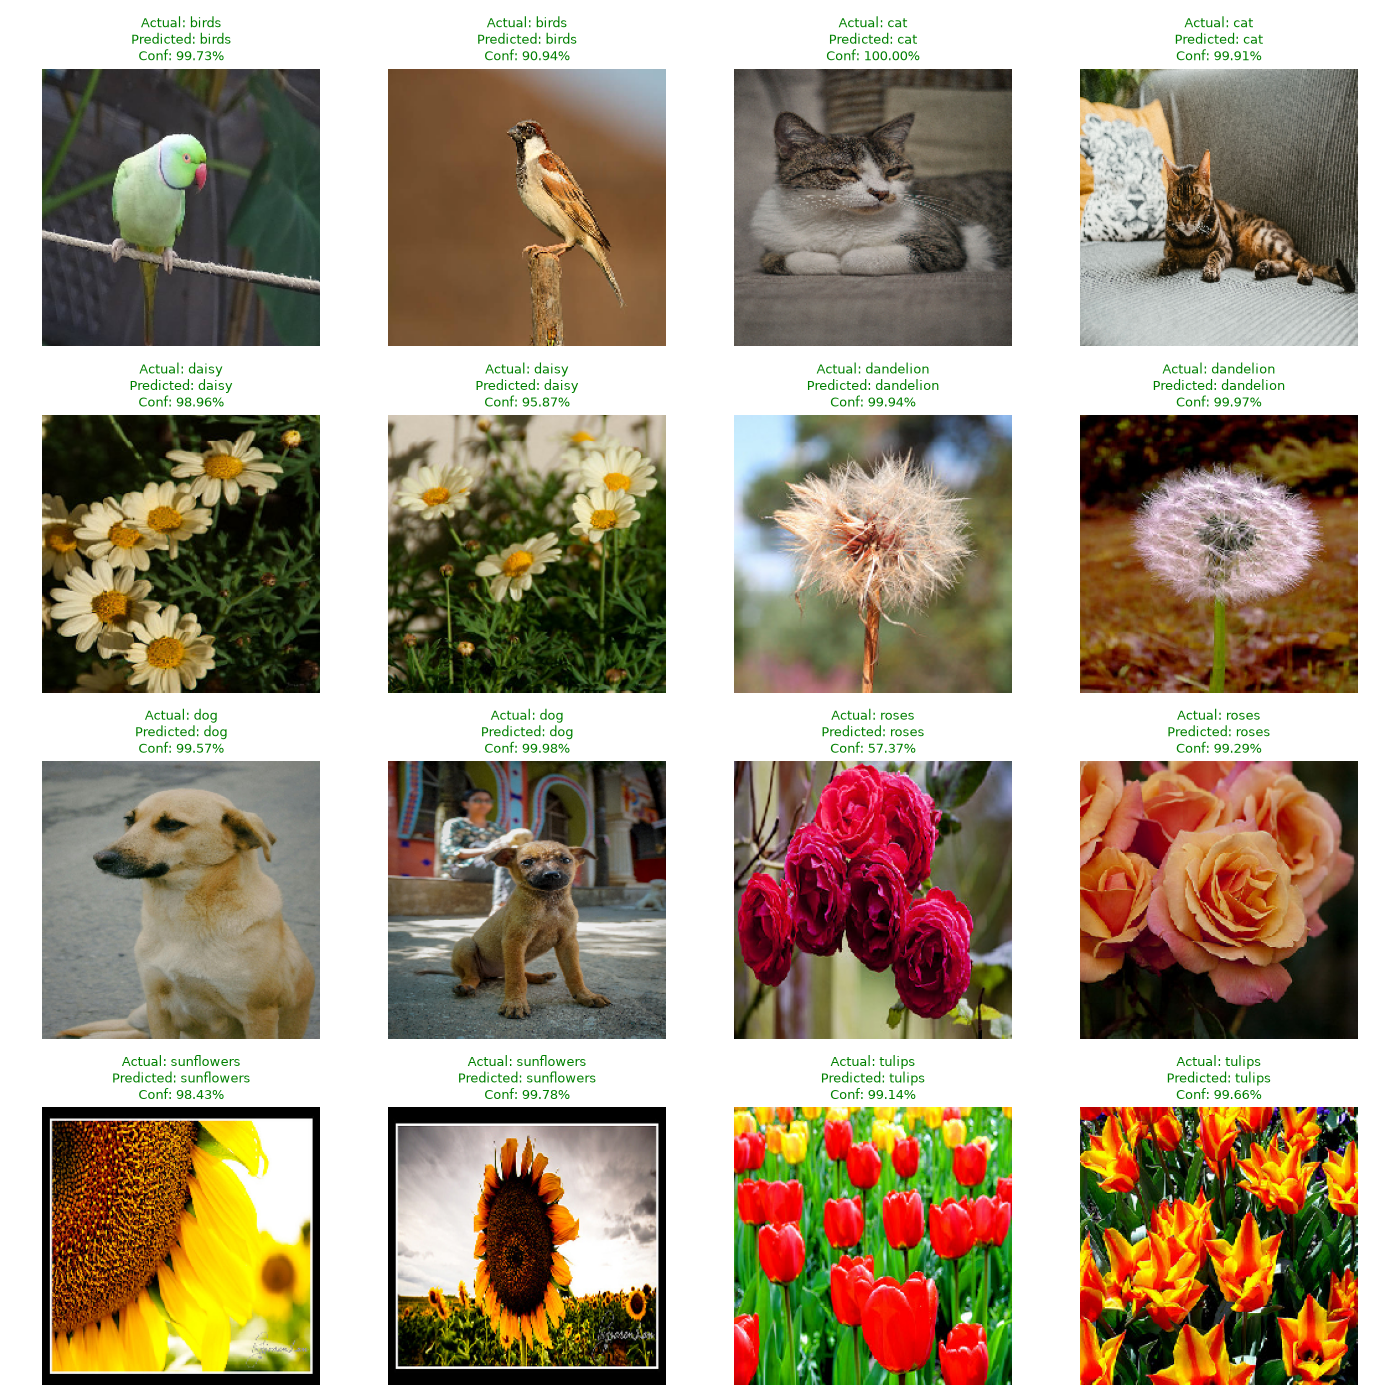 Actual: birds
Predicted: birds
Conf: 99.73%
Actual: birds
Predicted: birds
Conf: 90.94%
Actual: cat
Predicted: cat
Conf: 100.00%
Actual: cat
Predicted: cat
Conf: 99.91%
Actual: daisy
Predicted: daisy
Conf: 98.96%
Actual: daisy
Predicted: daisy
Conf: 95.87%
Actual: dandelion
Predicted: dandelion
Conf: 99.94%
Actual: dandelion
Predicted: dandelion
Conf: 99.97%
Actual: dog
Predicted: dog
Conf: 99.57%
Actual: dog
Predicted: dog
Conf: 99.98%
Actual: roses
Predicted: roses
Conf: 57.37%
Actual: roses
Predicted: roses
Conf: 99.29%
Actual: sunflowers
Predicted: sunflowers
Conf: 98.43%
Actual: sunflowers
Predicted: sunflowers
Conf: 99.78%
Actual: tulips
Predicted: tulips
Conf: 99.14%
Actual: tulips
Predicted: tulips
Conf: 99.66%